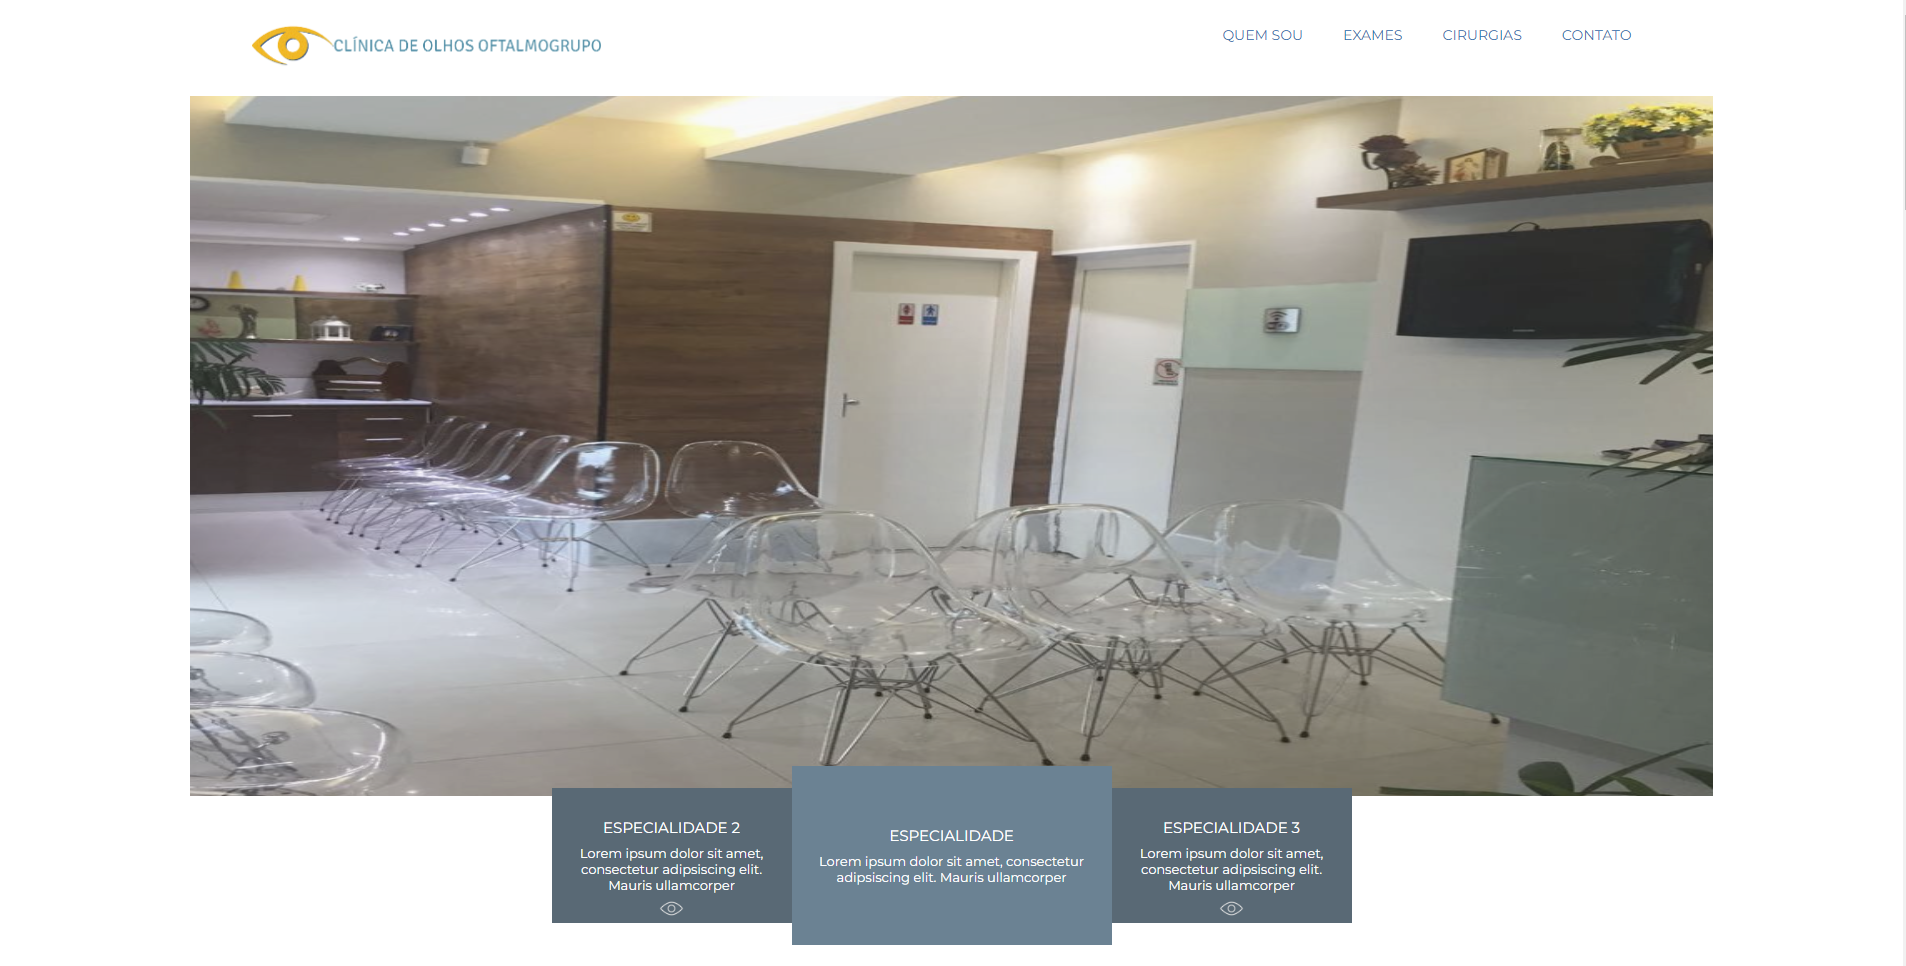 CLÍNICA DE OLHOS OFTALMOGRUPO
QUEM SOU
EXAMES
CIRURGIAS
CONTATO
ESPECIALIDADE 2
Lorem ipsum dolor sit amet,
consectetur adipsiscing elit.
Mauris ullamcorper
ESPECIALIDADE
Lorem ipsum dolor sit amet, consectetur
adipsiscing elit. Mauris ullamcorper
ESPECIALIDADE 3
Lorem ipsum dolor sit amet,
consectetur adipsiscing elit.
Mauris ullamcorper